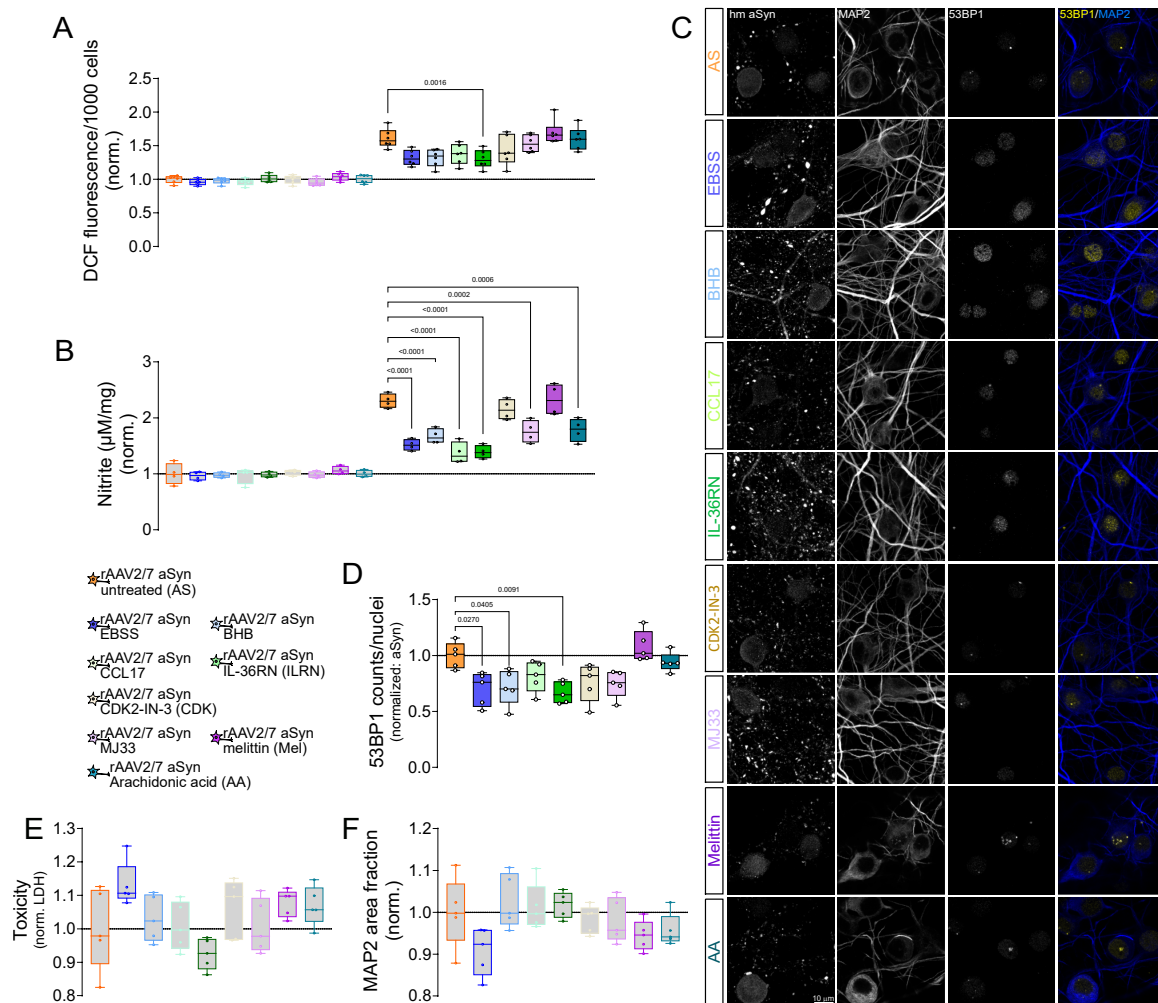 A
DCF fluorescence/1000 cells
(norm.)
2.5
2.0
1.5
1.0
0.0
0.0016
B
Nitrite (µM/mg)
(norm.)
3
2
1
0
0.0006
0.0002
<0.0001
<0.0001
<0.0001
<0.0001
rAAV2/7 aSyn
untreated (AS)
rAAV2/7 aSyn
EBSS
rAAV2/7 aSyn
BHB
rAAV2/7 aSyn
CCL17
rAAV2/7 aSyn
IL-36RN (ILRN)
rAAV2/7 aSyn
CDK2-IN-3 (CDK)
rAAV2/7 aSyn
MJ33
rAAV2/7 aSyn
melittin (Mel)
rAAV2/7 aSyn
Arachidonic acid (AA)
C
hm aSyn
MAP2
53BP1
53BP1/MAP2
AS
EBSS
BHB
CCL17
IL-36RN
CDK2-IN-3
MJ33
Melittin
AA
10 µm
D
53BP1 counts/nuclei
(normalized: aSyn)
1.5
1.0
0.5
0.0
0.0091
0.0405
0.0270
E
Toxicity
(norm. LDH)
1.3
1.2
1.1
1.0
0.9
0.8
F
MAP2 area fraction
(norm.)
1.2
1.1
1.0
0.9
0.8